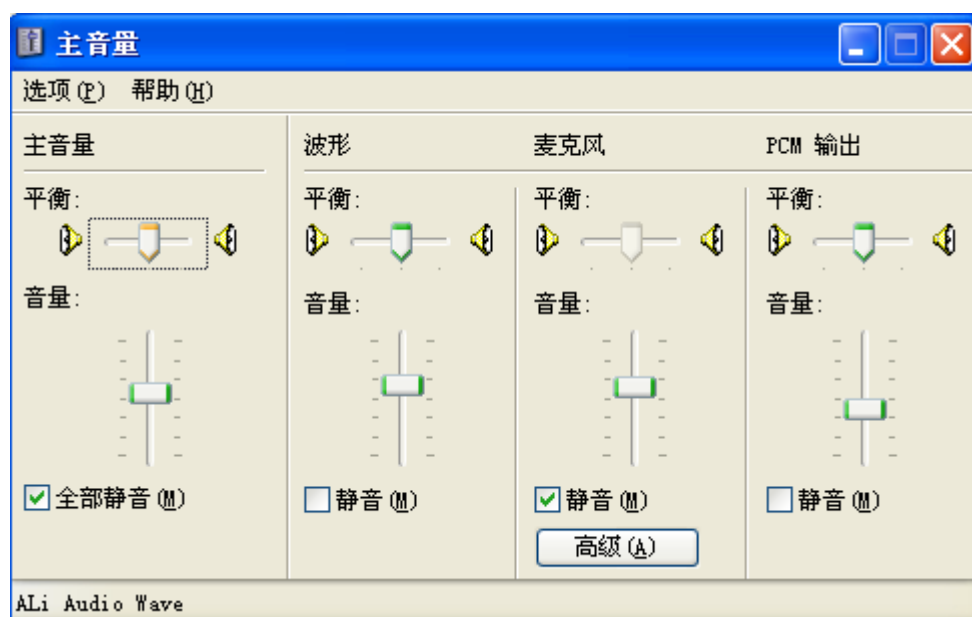 主音量
选项(P) 帮助(H)
主音量
平衡:
音量:
全部静音(M)
波形
平衡:
音量:
静音(M)
麦克风
平衡:
音量:
静音(M)
高级(A)
PCM 输出
平衡:
音量:
静音(M)
ALi Audio Wave